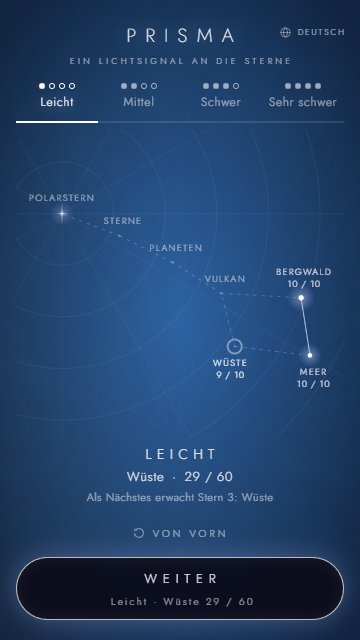 PRISMA
DEUTSCH
EIN LICHTSIGNAL AN DIE STERNE
Leicht
Mittel
Schwer
Sehr schwer
POLARSTERN
STERNE
PLANETEN
VULKAN
BERGWALD
10 / 10
WÜSTE
9 / 10
MEER
10 / 10
LEICHT
Wüste · 29 / 60
Als Nächstes erwacht Stern 3: Wüste
VON VORN
WEITER
Leicht · Wüste 29 / 60